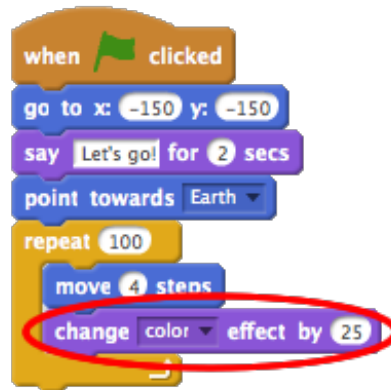 when clicked
go to x: -150 y: -150
say Let's go! for 2 secs
point towards Earth
repeat 100
move 4 steps
change color effect by 25